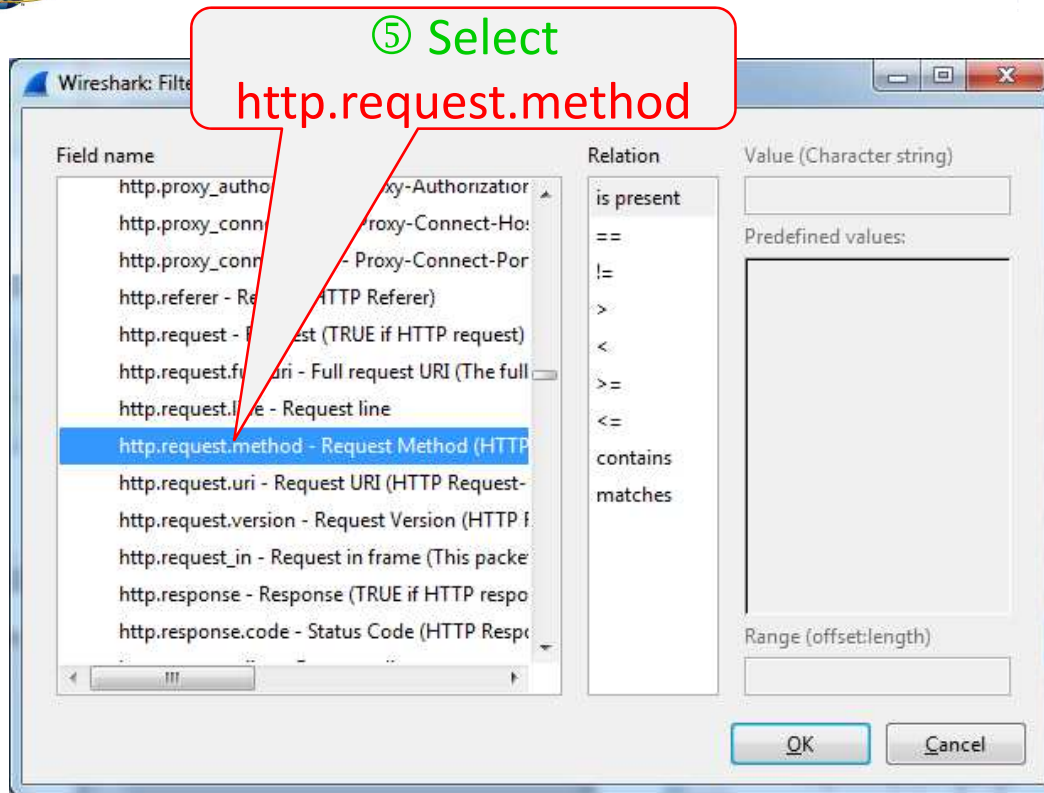 ⑤ Select
http.request.method
Wireshark: Filte
Field name
Relation
Value (Character string)
http.proxy_autho xy-Authorization
http.proxy_conn Proxy-Connect-Hos
http.proxy_conn - Proxy-Connect-Por
http.referer - Re HTTP Referer)
http.request - R est (TRUE if HTTP request)
http.request.fu uri - Full request URI (The full
http.request.l e - Request line
http.request.method - Request Method (HTTP
http.request.uri - Request URI (HTTP Request-
http.request.version - Request Version (HTTP R
http.request_in - Request in frame (This packe
http.response - Response (TRUE if HTTP respo
http.response.code - Status Code (HTTP Respo
is present
==
!=
>
<
>=
<=
contains
matches
Predefined values:
Range (offset:length)
OK
Cancel